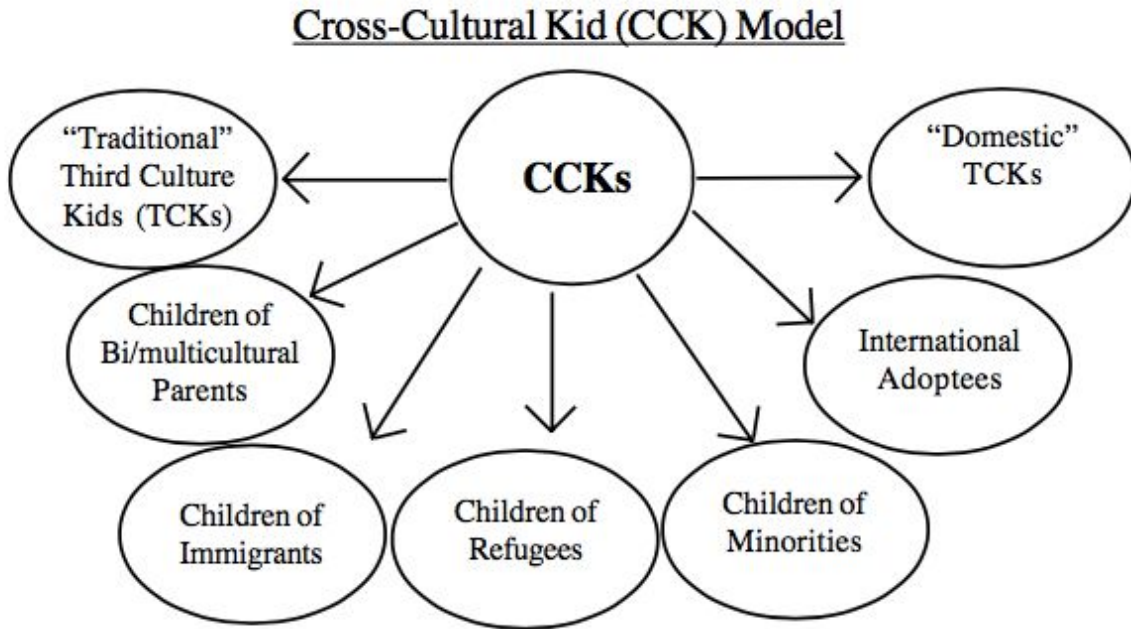 Cross-Cultural Kid (CCK) Model
“Traditional”
Third Culture
Kids (TCKs)
CCKs
“Domestic”
TCKs
Children of
Bi/multicultural
Parents
International
Adoptees
Children of
Immigrants
Children of
Refugees
Children of
Minorities